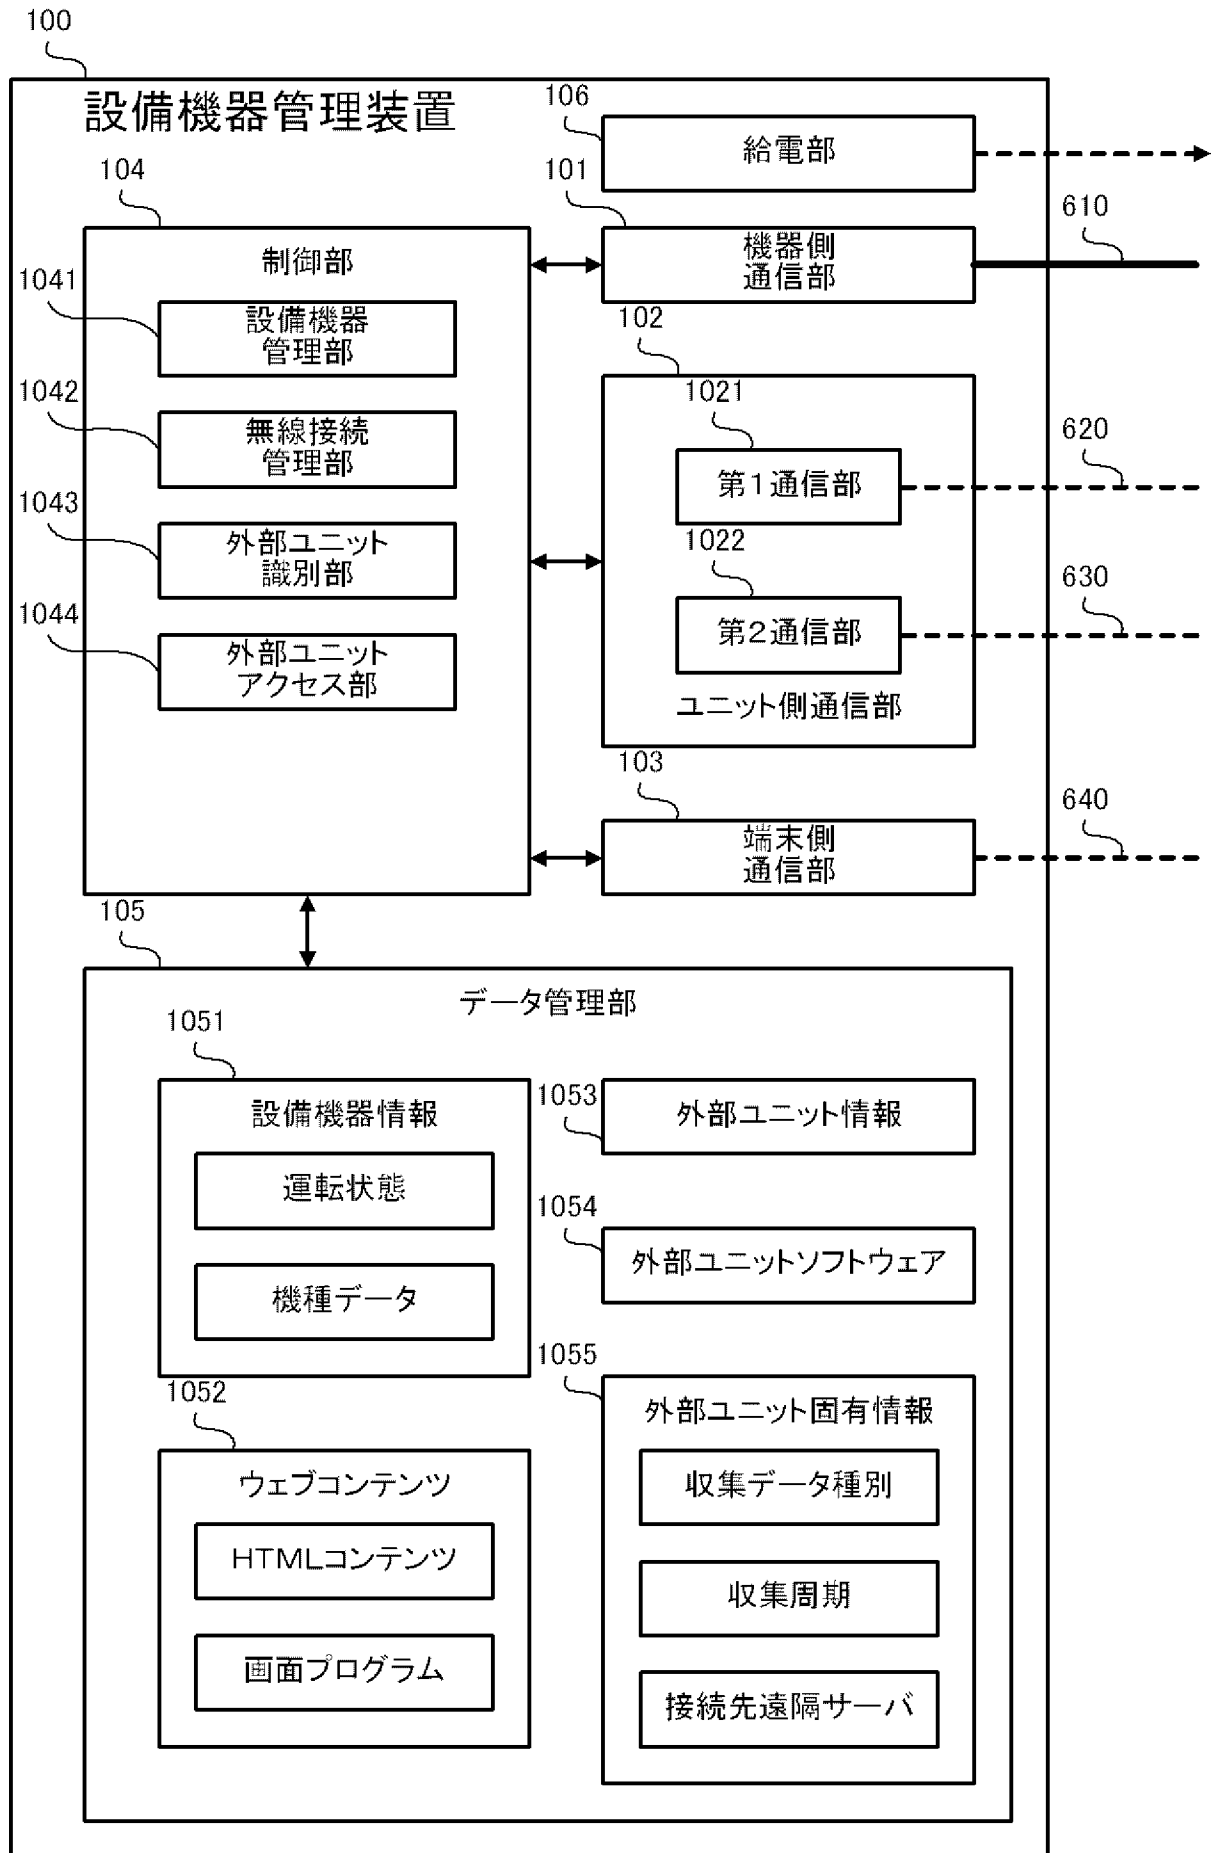 100
設備機器管理装置
106
給電部
104
101
機器側
通信部
610
制御部
1041
設備機器
管理部
1042
無線接続
管理部
1043
外部ユニット
識別部
1044
外部ユニット
アクセス部
102
1021
第1通信部
620
1022
第2通信部
630
ユニット側通信部
103
端末側
通信部
640
105
データ管理部
1051
設備機器情報
運転状態
機種データ
1052
ウェブコンテンツ
HTMLコンテンツ
画面プログラム
1053
外部ユニット情報
1054
外部ユニットソフトウェア
1055
外部ユニット固有情報
収集データ種別
収集周期
接続先遠隔サーバ